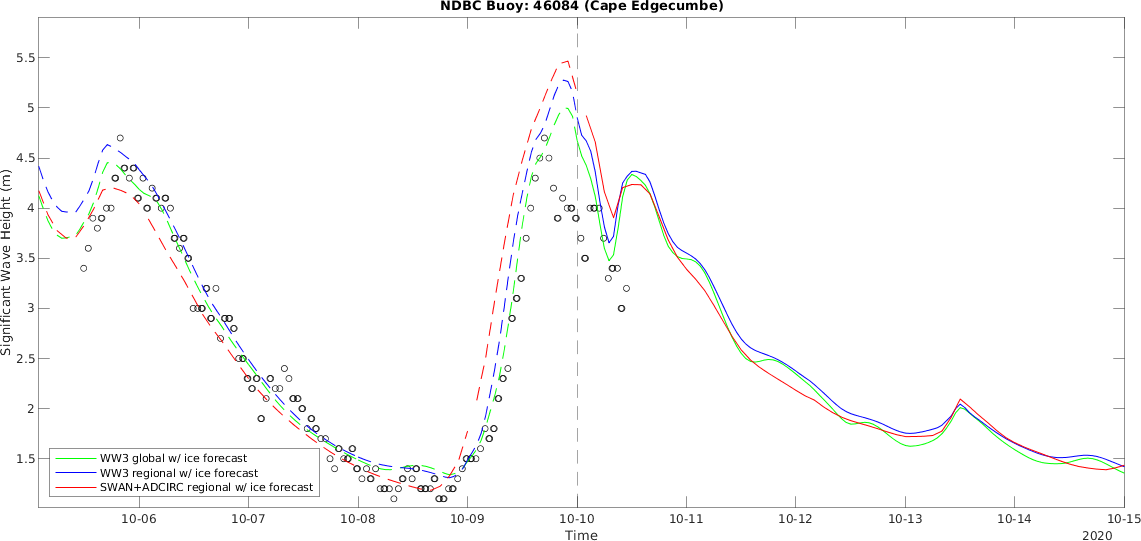 NDBC Buoy: 46084 (Cape Edgecumbe)
Significant Wave Height (m)
5.5
5
4.5
4
3.5
3
2.5
2
1.5
WW3 global w/ ice forecast
WW3 regional w/ ice forecast
SWAN+ADCIRC regional w/ ice forecast
10-06 10-07 10-08 10-09 10-10 10-11 10-12 10-13 10-14 10-15
Time
2020